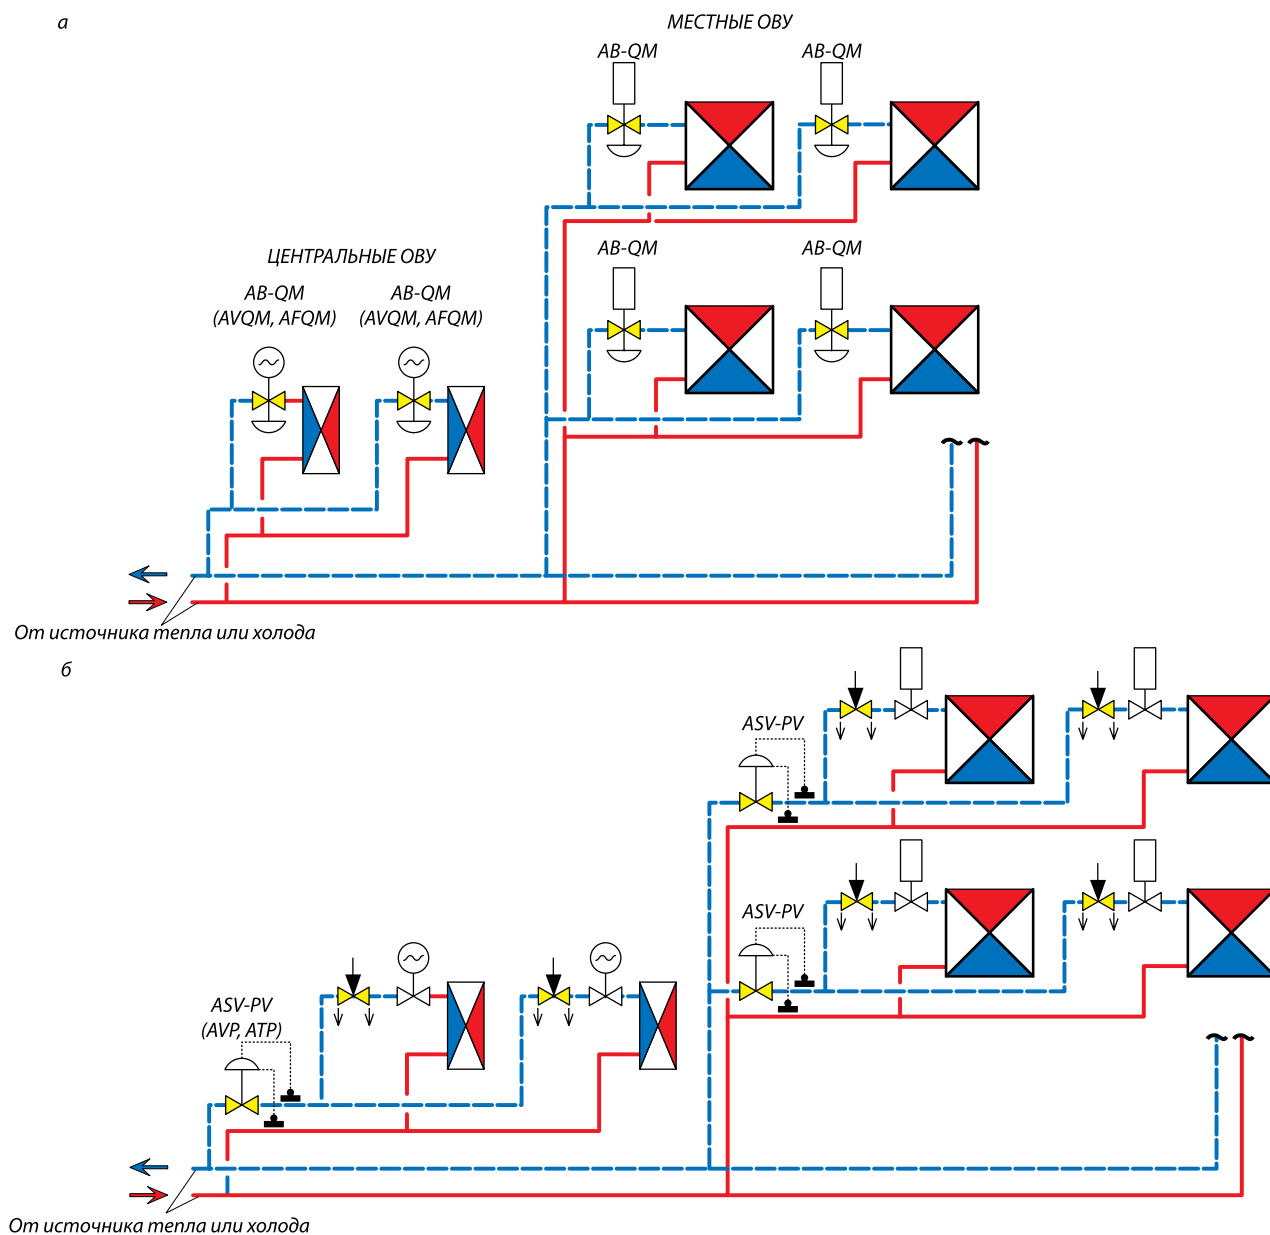 а
МЕСТНЫЕ ОВУ
AB-QM
AB-QM
AB-QM
AB-QM
ЦЕНТРАЛЬНЫЕ ОВУ
AB-QM
(AVQM, AFQM)
AB-QM
(AVQM, AFQM)
От источника тепла или холода
б
ASV-PV
ASV-PV
ASV-PV
(AVP, ATP)
От источника тепла или холода